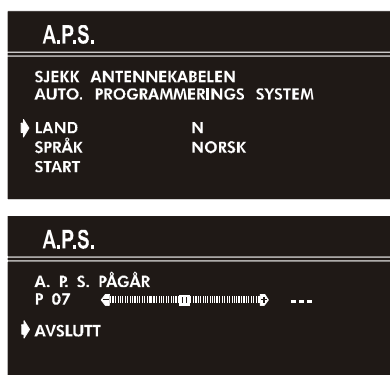 A.P.S.
SJEKK ANTENNEKABELEN
AUTO. PROGRAMMERINGS SYSTEM
LAND N
SPRÅK NORSK
START
A.P.S.
A. P. S. PÅGÅR
P 07 ---
AVSLUTT